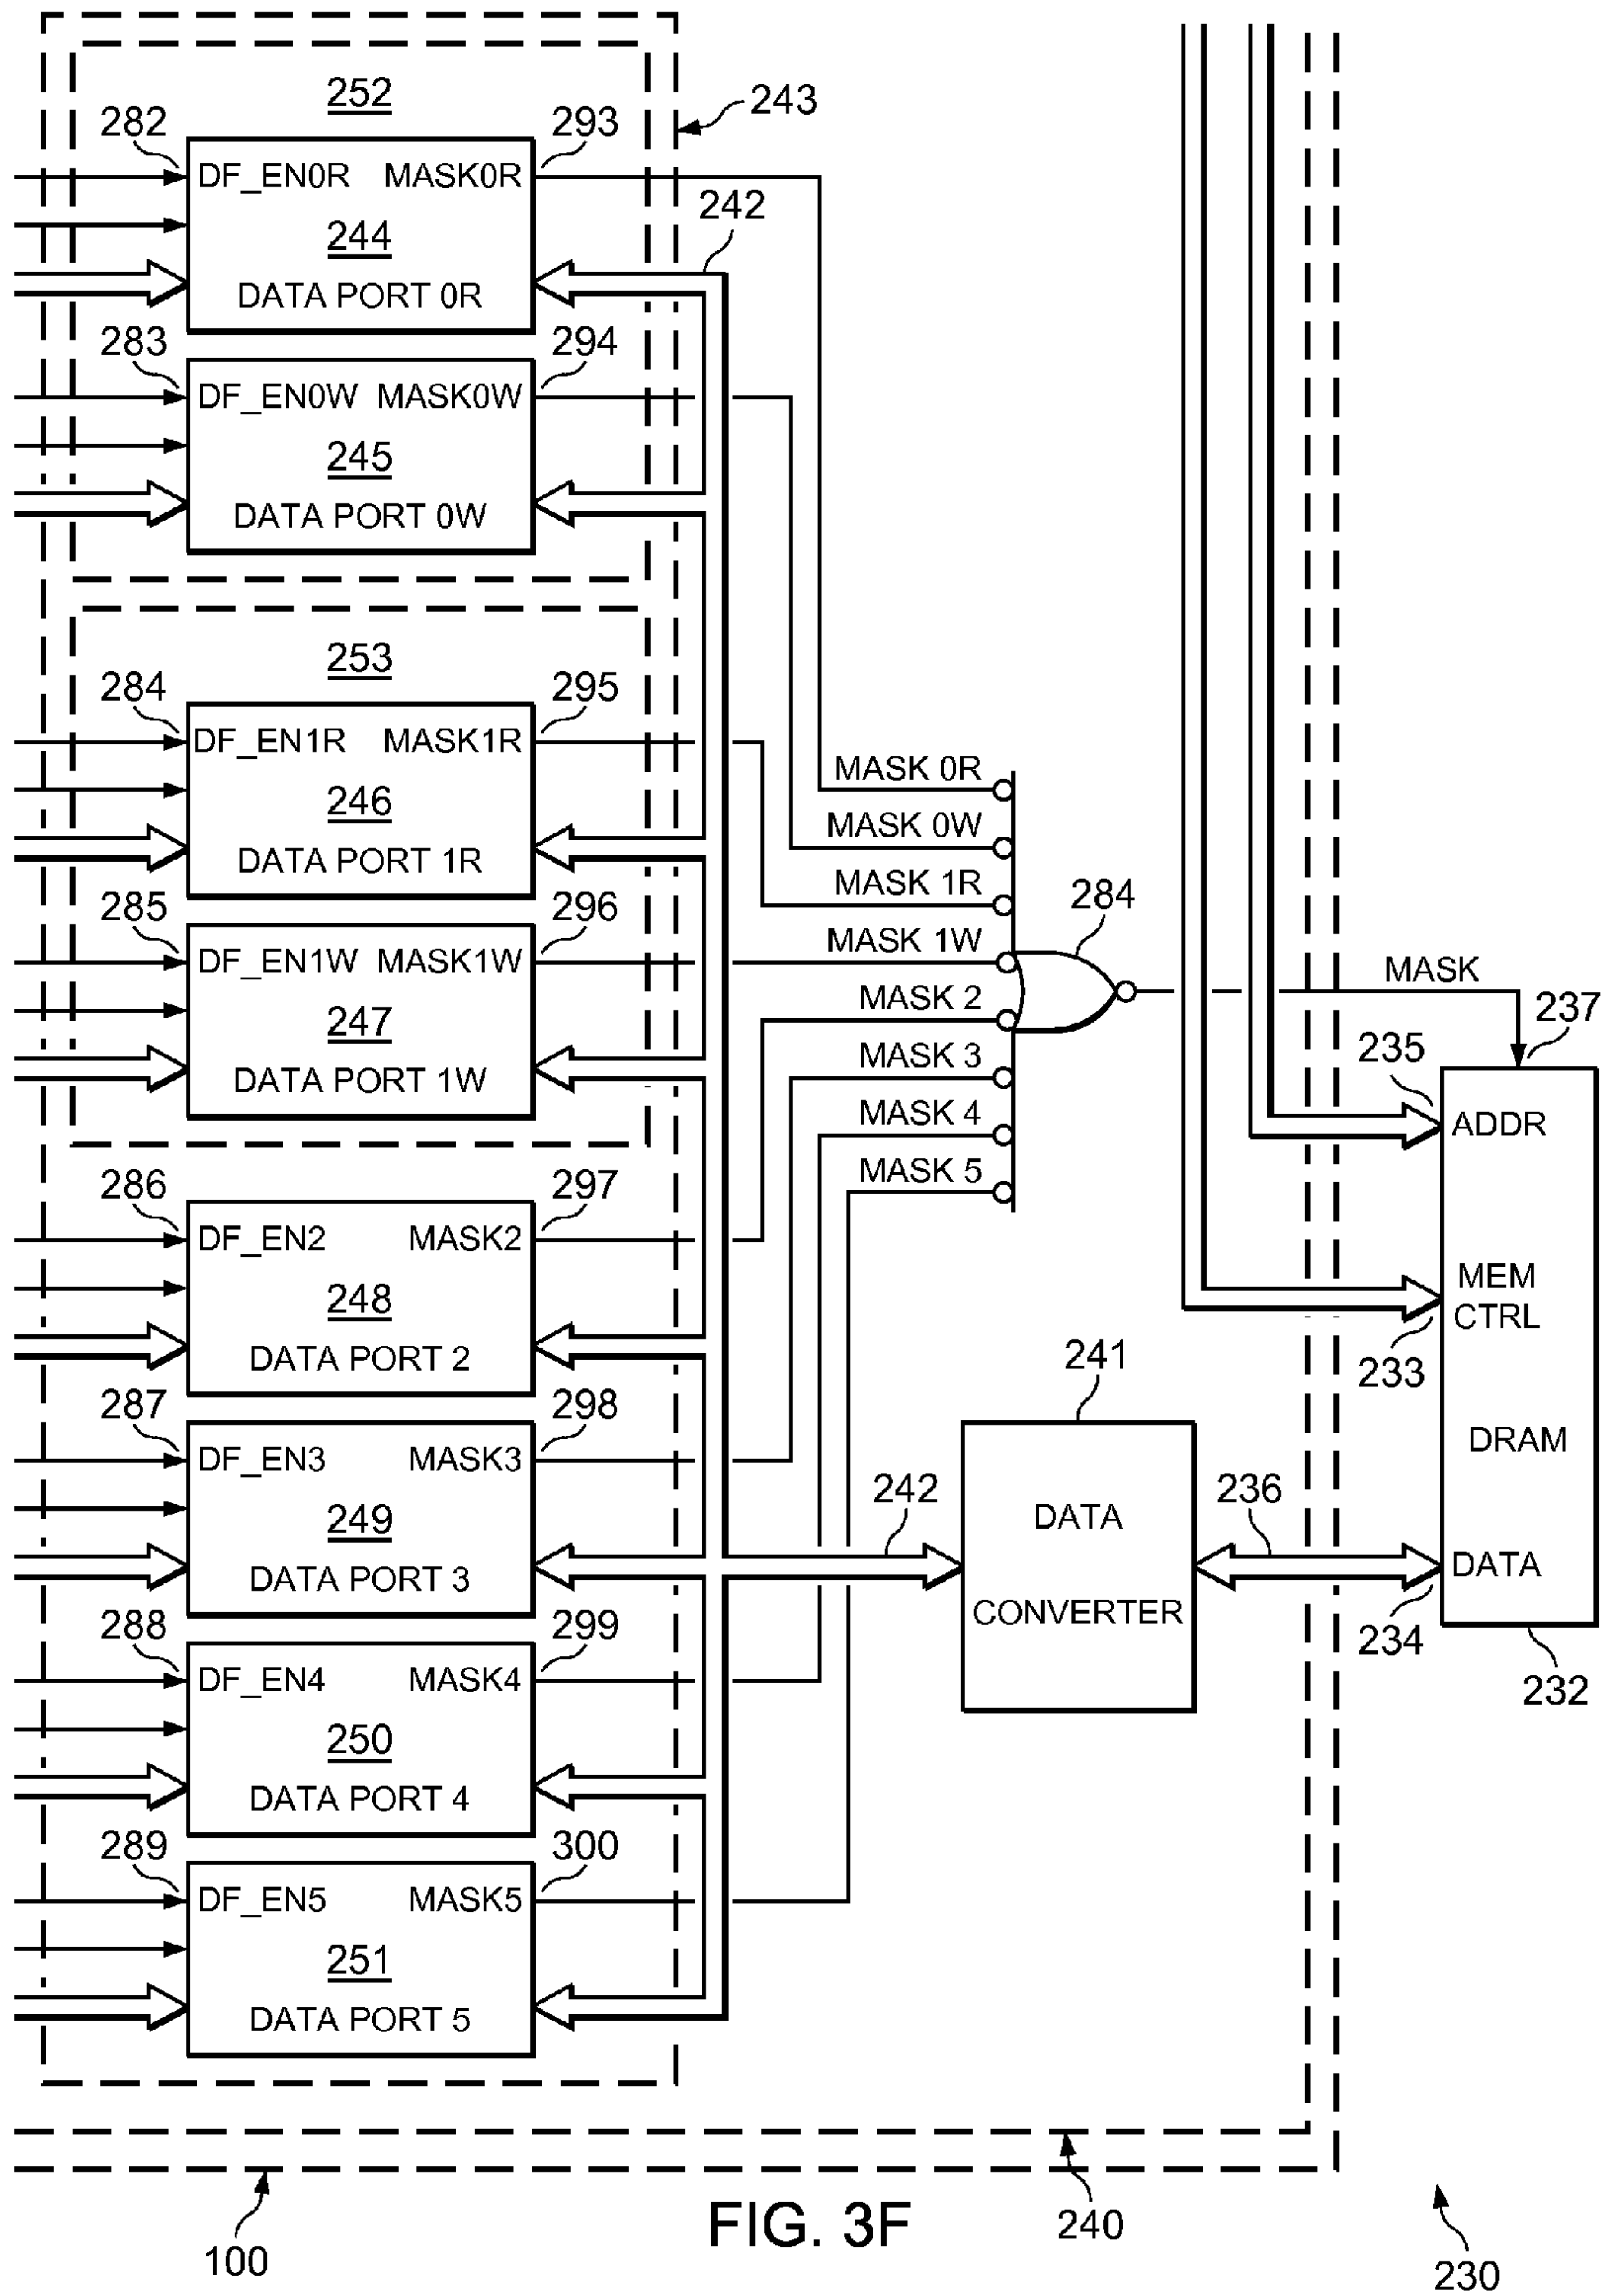 252
243
282
293
DF_EN0R MASK0R
244
DATA PORT 0R
242
283
294
DF_EN0W MASK0W
245
DATA PORT 0W
253
284
295
DF_EN1R MASK1R
246
DATA PORT 1R
285
296
DF_EN1W MASK1W
247
DATA PORT 1W
286
297
DF_EN2 MASK2
248
DATA PORT 2
287
298
DF_EN3 MASK3
249
DATA PORT 3
288
299
DF_EN4 MASK4
250
DATA PORT 4
289
300
DF_EN5 MASK5
251
DATA PORT 5
MASK 0R
MASK 0W
MASK 1R
MASK 1W
MASK 2
MASK 3
MASK 4
MASK 5
284
MASK
237
235
ADDR
MEM
CTRL
233
DRAM
DATA
234
232
241
DATA
CONVERTER
242
236
100
FIG. 3F
240
230